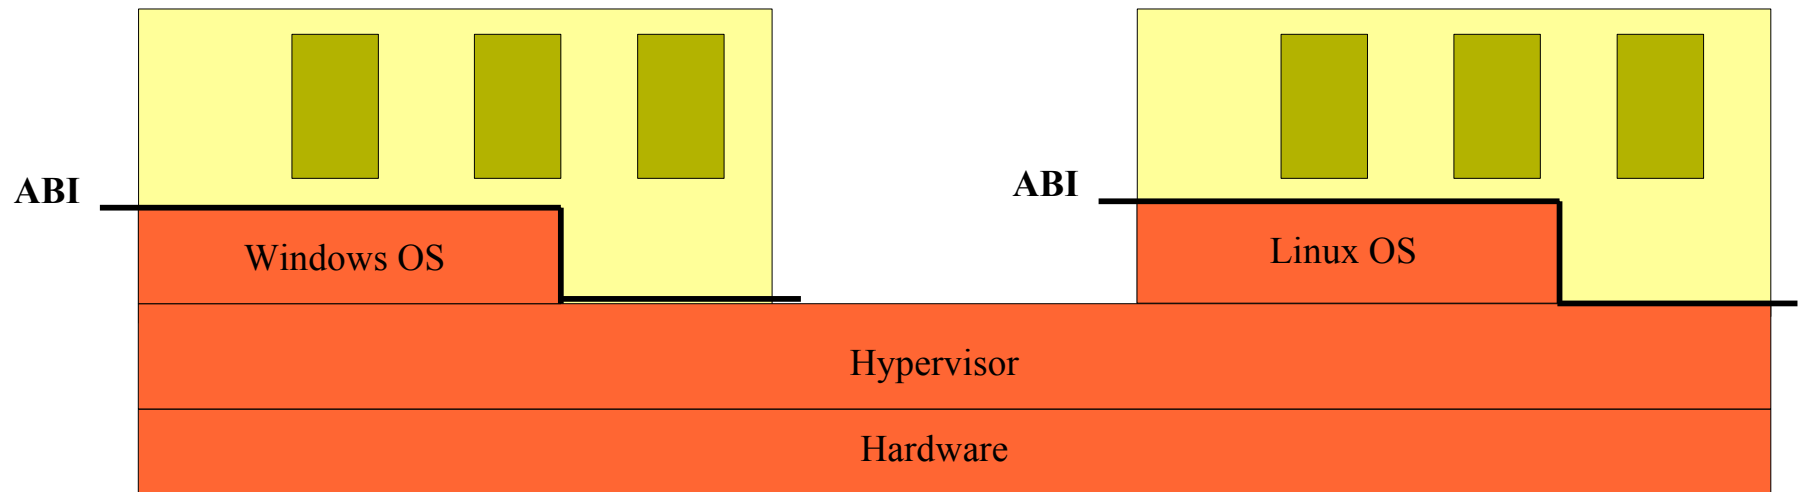 ABI
ABI
Windows OS
Linux OS
Hypervisor
Hardware